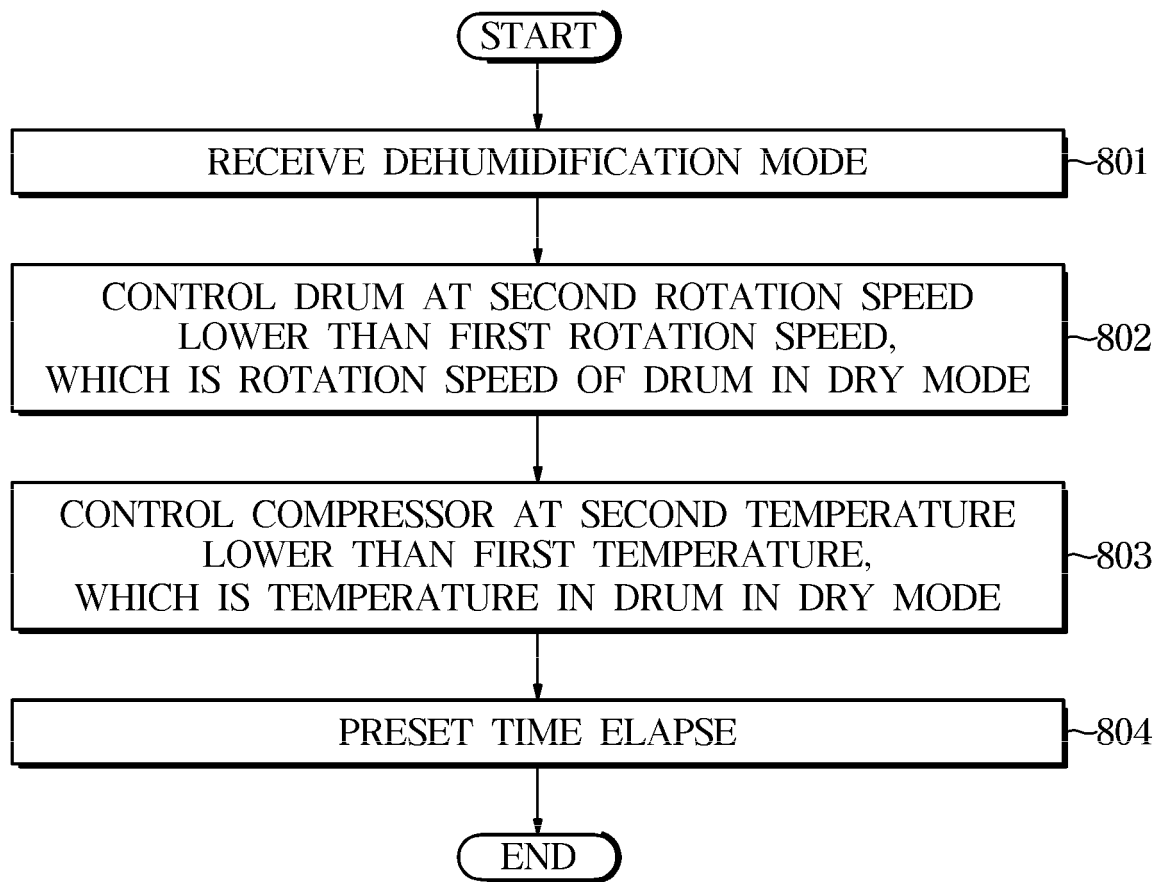 START
RECEIVE DEHUMIDIFICATION MODE
801
CONTROL DRUM AT SECOND ROTATION SPEED
LOWER THAN FIRST ROTATION SPEED,
WHICH IS ROTATION SPEED OF DRUM IN DRY MODE
802
CONTROL COMPRESSOR AT SECOND TEMPERATURE
LOWER THAN FIRST TEMPERATURE,
WHICH IS TEMPERATURE IN DRUM IN DRY MODE
803
PRESET TIME ELAPSE
804
END